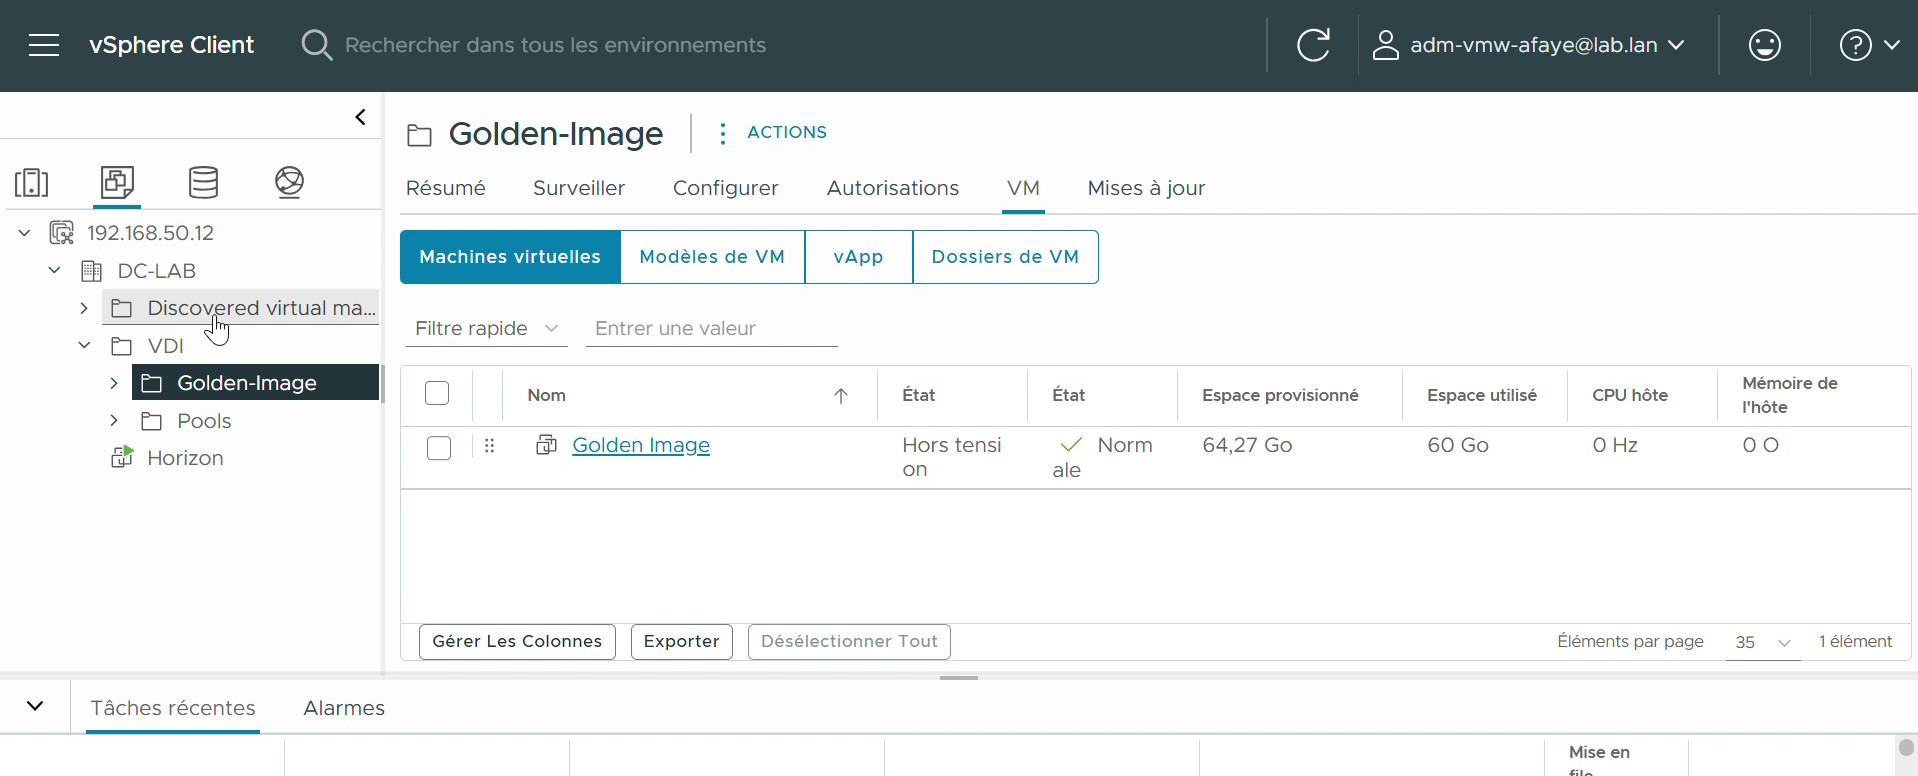 vSphere Client
Rechercher dans tous les environnements
adm-vmw-afaye@lab.lan
Golden-Image
ACTIONS
Résumé Surveiller Configurer Autorisations VM Mises à jour
192.168.50.12
DC-LAB
Discovered virtual ma...
VDI
Golden-Image
Pools
Horizon
Machines virtuelles Modèles de VM vApp Dossiers de VM
Filtre rapide Entrer une valeur
Nom État État Espace provisionné Espace utilisé CPU hôte Mémoire de
l'hôte
Golden Image Hors tensi Norm 64,27 Go 60 Go 0 Hz 0 O
on ale
Gérer Les Colonnes Exporter Désélectionner Tout Éléments par page 35 1 élément
Tâches récentes Alarmes
Mise en
file